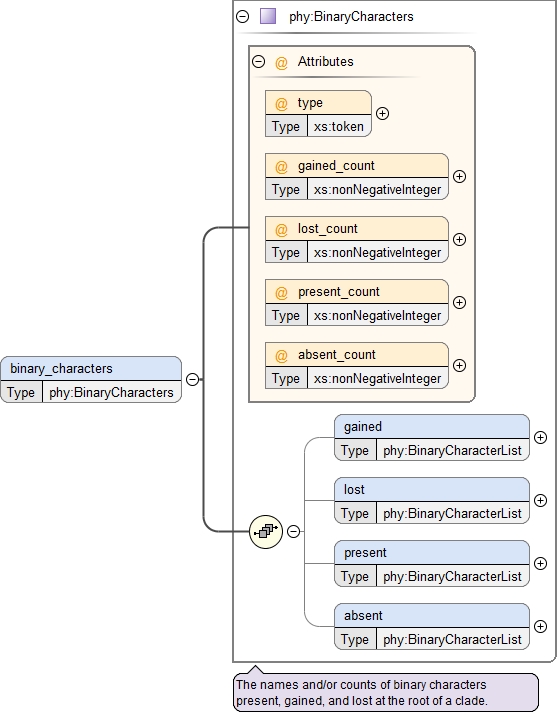 phy:BinaryCharacters
@ Attributes
@ type
Type xs:token
@ gained_count
Type xs:nonNegativeInteger
@ lost_count
Type xs:nonNegativeInteger
@ present_count
Type xs:nonNegativeInteger
@ absent_count
Type xs:nonNegativeInteger
binary_characters
Type phy:BinaryCharacters
gained
Type phy:BinaryCharacterList
lost
Type phy:BinaryCharacterList
present
Type phy:BinaryCharacterList
absent
Type phy:BinaryCharacterList
The names and/or counts of binary characters
present, gained, and lost at the root of a clade.